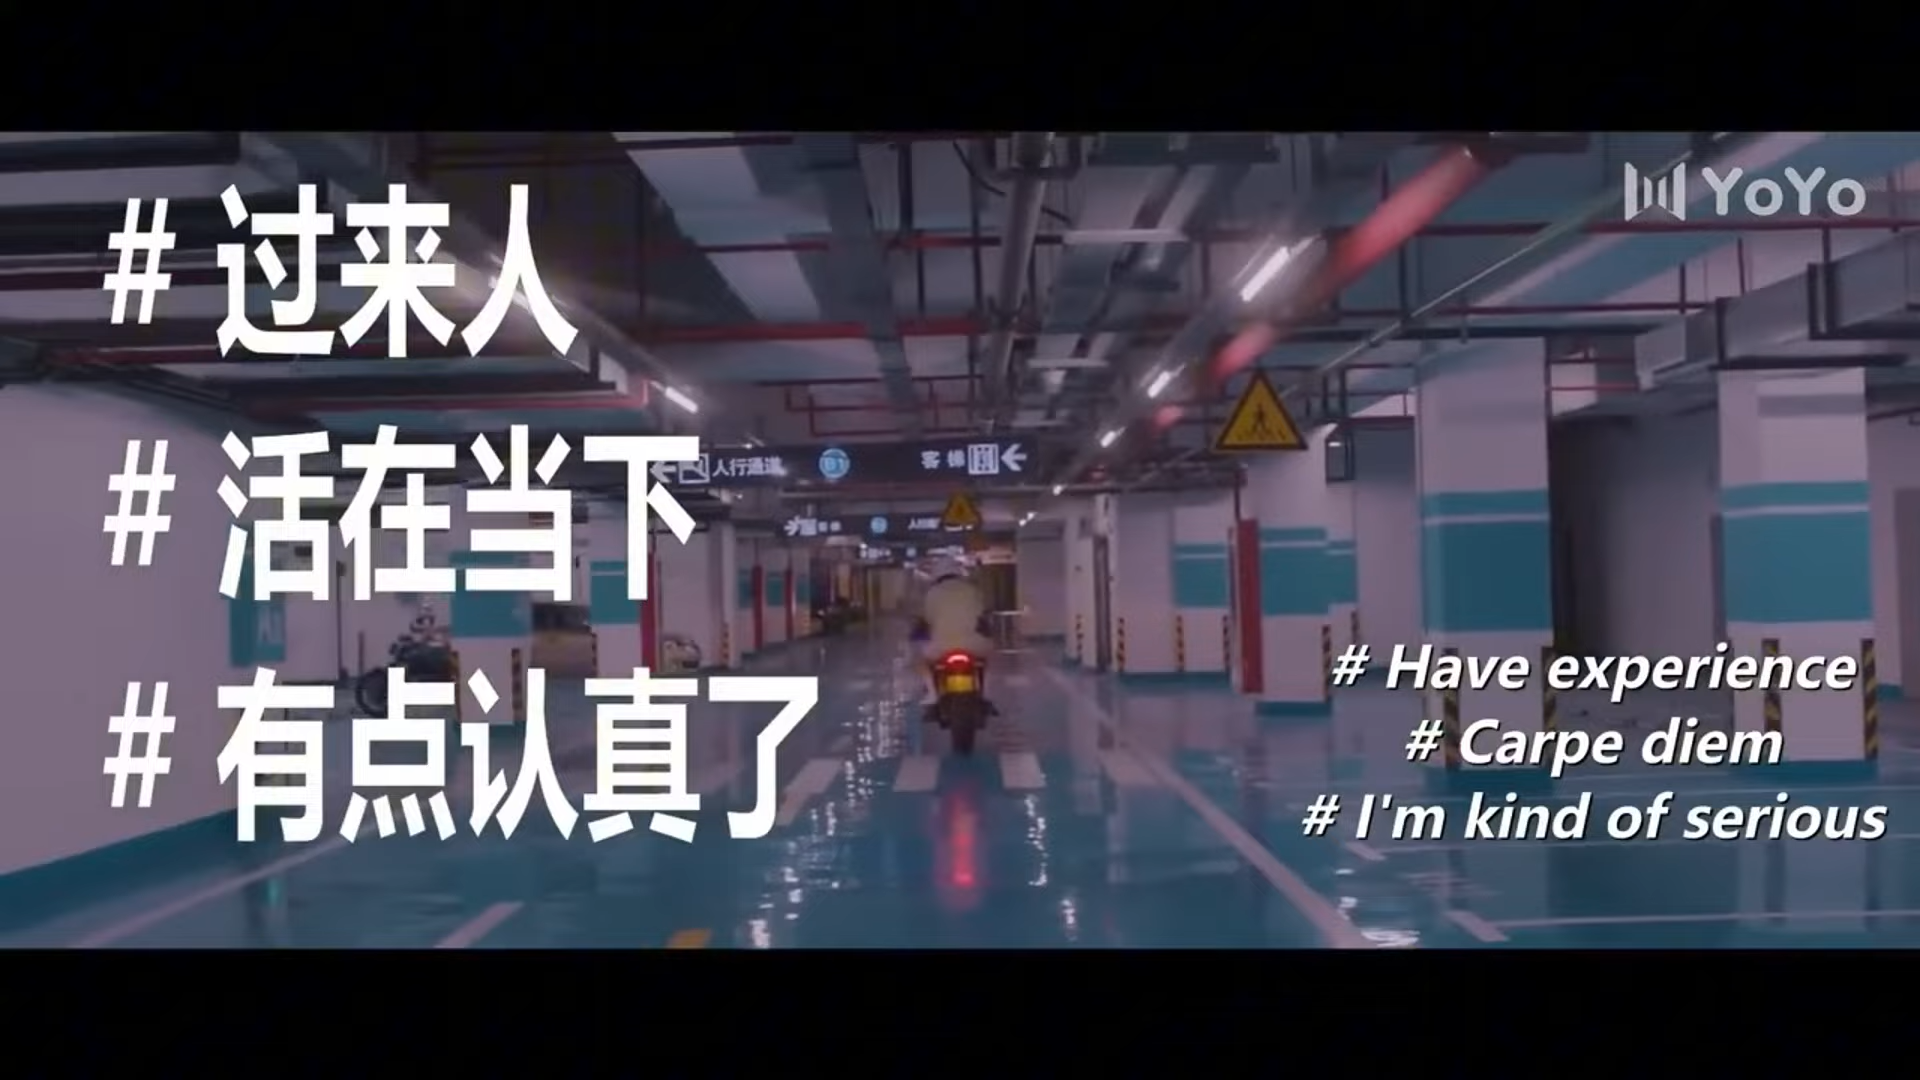 YoYo
# 过来人
# 活在当下
人行通道 B1 客梯
# 有点认真了
# Have experience
# Carpe diem
# I'm kind of serious